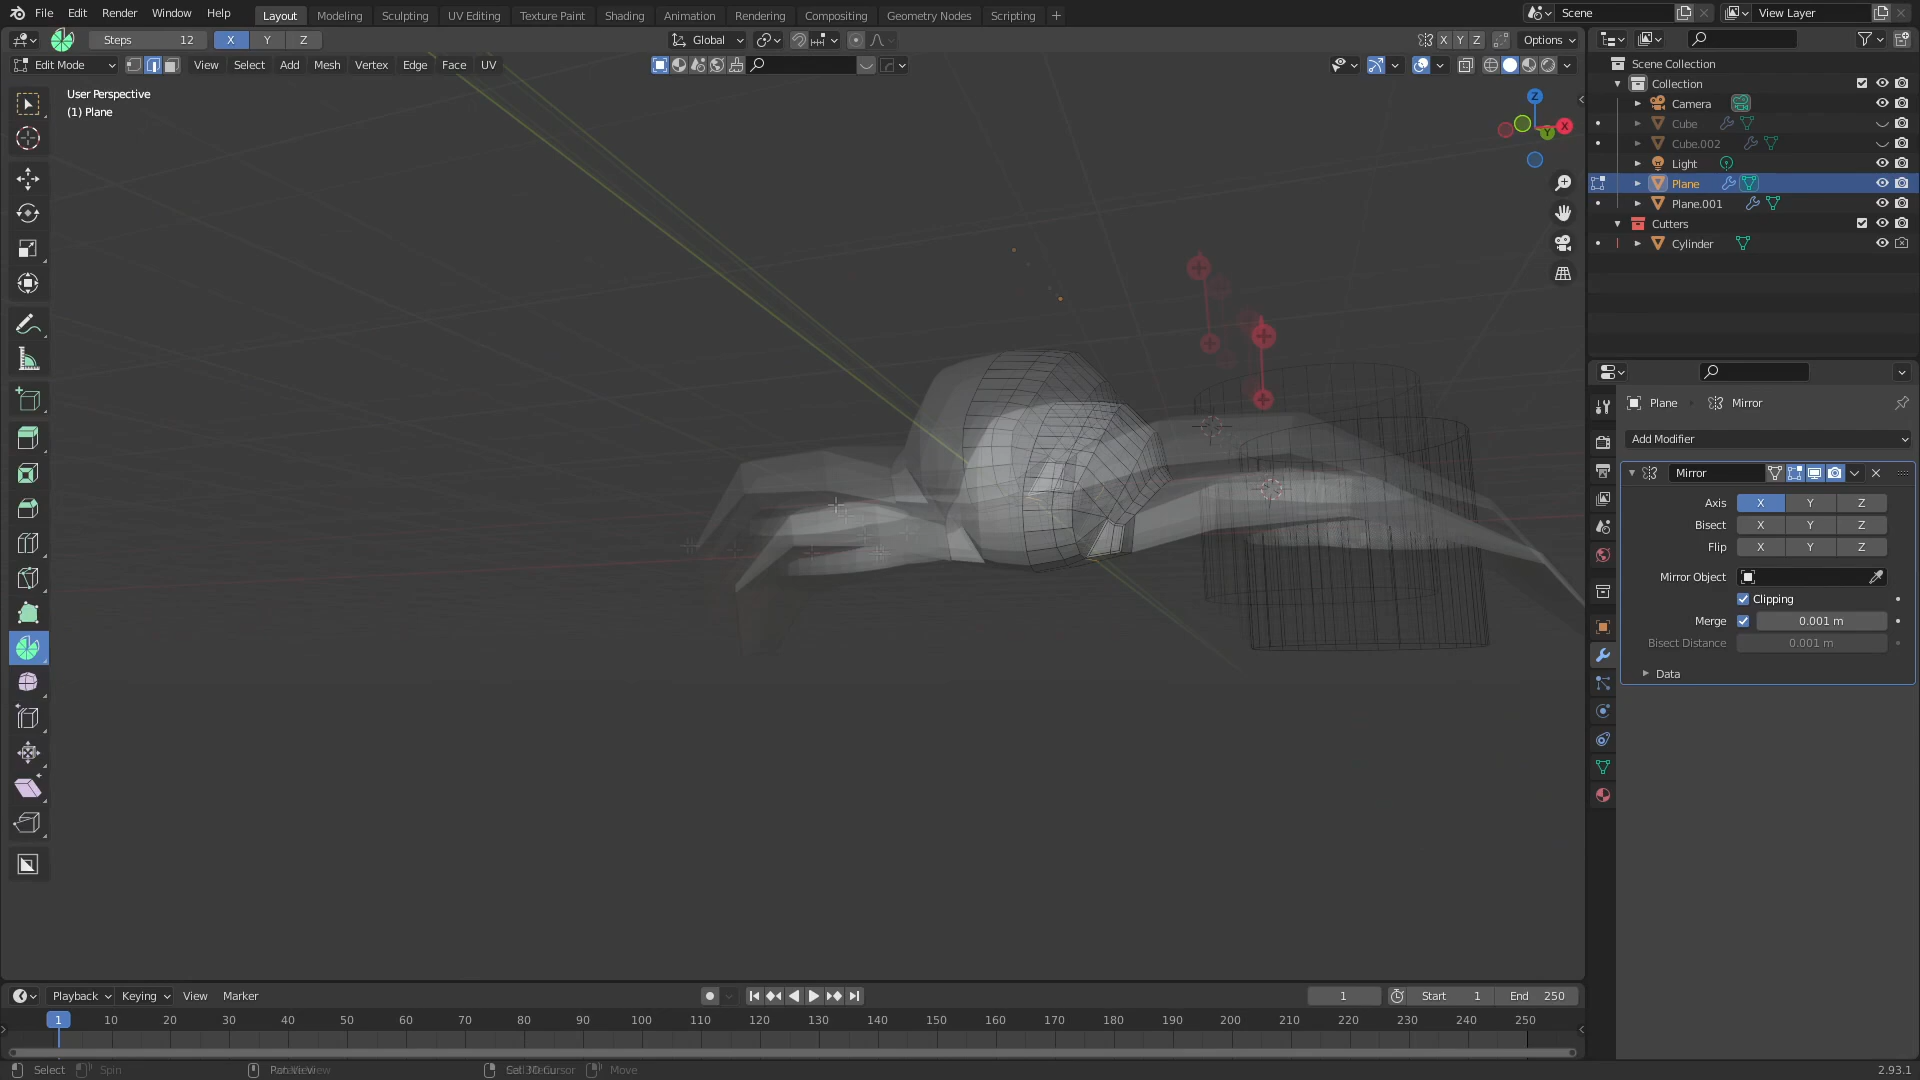 File Edit Render Window Help Layout Modeling Sculpting UV Editing Texture Paint Shading Animation Rendering Compositing Geometry Nodes Scripting Scene View Layer
Steps 12 X Y Z Global X Y Z Options
Edit Mode View Select Add Mesh Vertex Edge Face UV
User Perspective
(1) Plane
Z
X
Y
Scene Collection
Collection
Camera
Cube
Cube.002
Light
Plane
Plane.001
Cutters
Cylinder
Plane Mirror
Add Modifier
Mirror
Axis X Y Z
Bisect X Y Z
Flip X Y Z
Mirror Object
Clipping
Merge 0.001 m
Bisect Distance 0.001 m
Data
Playback Keying View Marker 1 Start 1 End 250
1 10 20 30 40 50 60 70 80 90 100 110 120 130 140 150 160 170 180 190 200 210 220 230 240 250
Select Spin Move 2.93.1